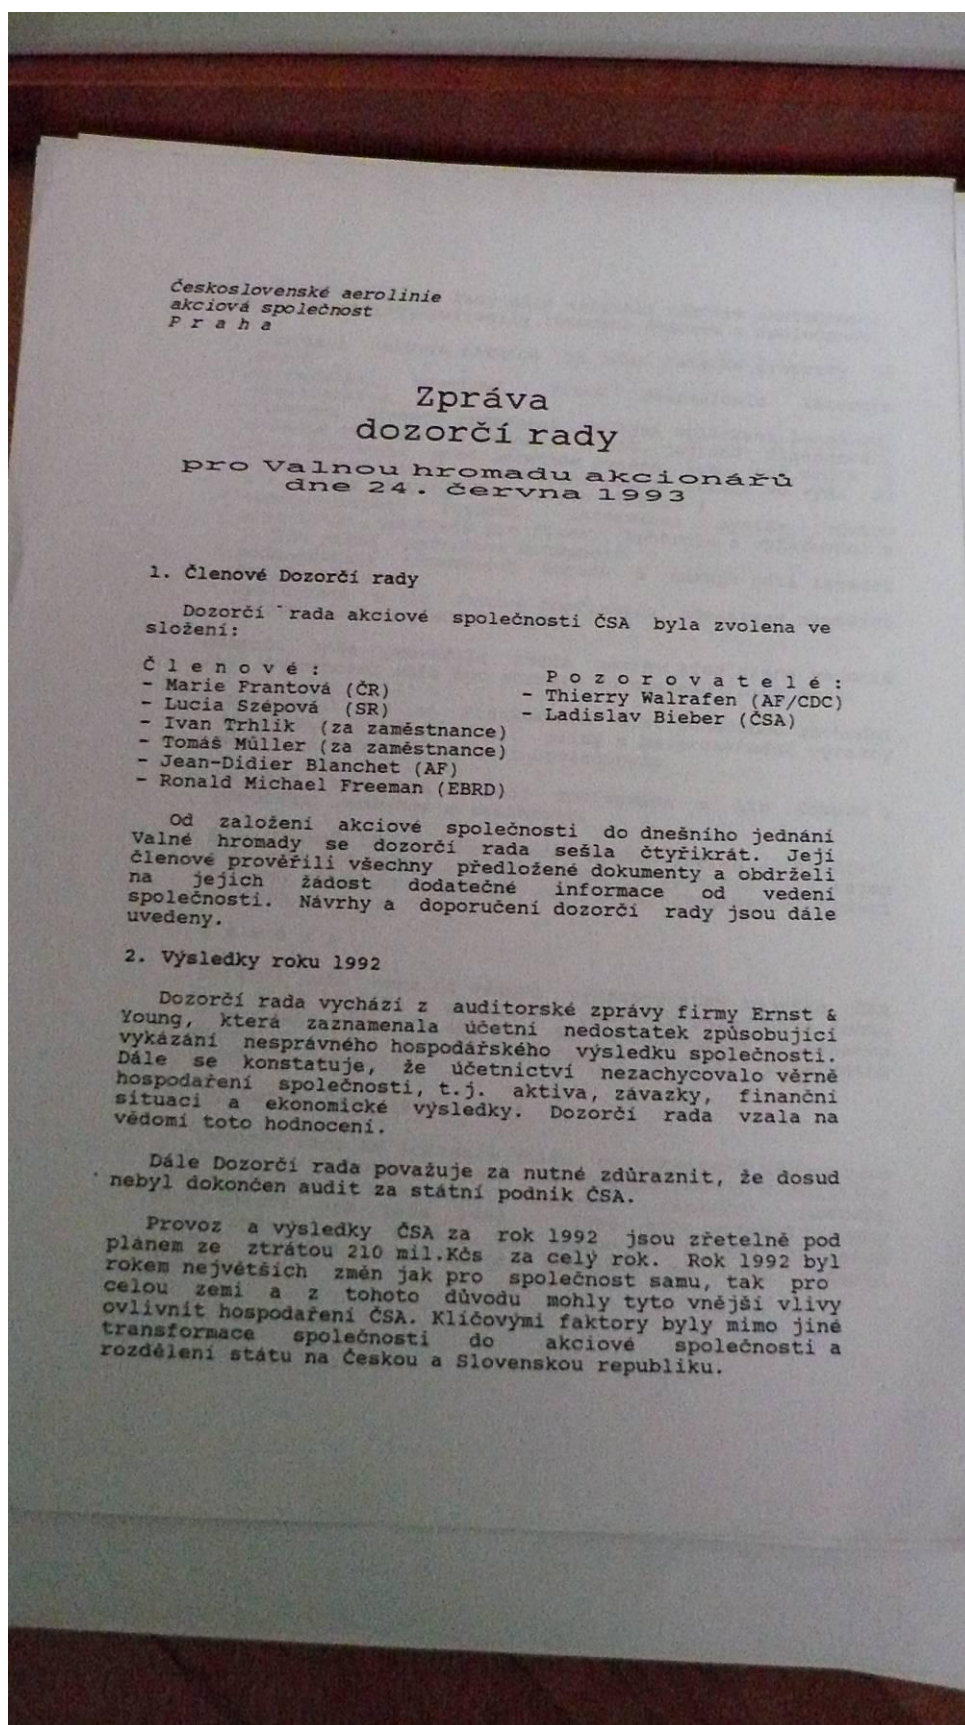 Československé aerolinie
akciová společnost
P r a h a
Zpráva
dozorčí rady
pro Valnou hromadu akcionářů
dne 24. června 1993
1. Členové Dozorčí rady
Dozorčí rada akciové společnosti ČSA byla zvolena ve
složení:
Č l e n o v é :
- Marie Frantová (ČR)
- Lucia Szépová (SR)
- Ivan Trhlík (za zaměstnance)
- Tomáš Müller (za zaměstnance)
- Jean-Didier Blanchet (AF)
- Ronald Michael Freeman (EBRD)
P o z o r o v a t e l é :
- Thierry Walrafen (AF/CDC)
- Ladislav Bieber (ČSA)
Od založení akciové společnosti do dnešního jednání
Valné hromady se dozorčí rada sešla čtyřikrát. Její
členové prověřili všechny předložené dokumenty a obdrželi
na jejich žádost dodatečné informace od vedení
společnosti. Návrhy a doporučení dozorčí rady jsou dále
uvedeny.
2. Výsledky roku 1992
Dozorčí rada vychází z auditorské zprávy firmy Ernst &
Young, která zaznamenala účetní nedostatek způsobující
vykázání nesprávného hospodářského výsledku společnosti.
Dále se konstatuje, že účetnictví nezachycovalo věrně
hospodaření společnosti, t.j. aktiva, závazky, finanční
situaci a ekonomické výsledky. Dozorčí rada vzala na
vědomí toto hodnocení.
Dále Dozorčí rada považuje za nutné zdůraznit, že dosud
nebyl dokončen audit za státní podnik ČSA.
Provoz a výsledky ČSA za rok 1992 jsou zřetelně pod
plánem ze ztrátou 210 mil.Kčs za celý rok. Rok 1992 byl
rokem největších změn jak pro společnost samu, tak pro
celou zemi a z tohoto důvodu mohly tyto vnější vlivy
ovlivnit hospodaření ČSA. Klíčovými faktory byly mimo jiné
transformace společnosti do akciové společnosti a
rozdělení státu na Českou a Slovenskou republiku.